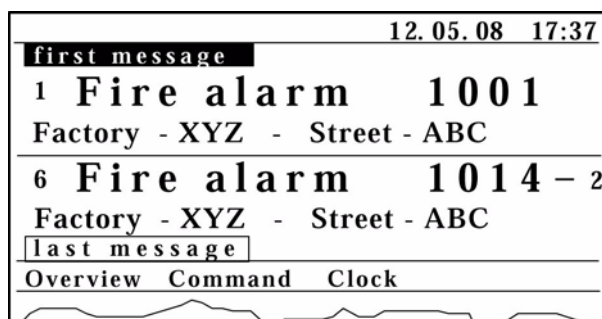 12.05.08 17:37
first message
1 Fire alarm 1001
Factory - XYZ - Street - ABC
6 Fire alarm 1014 – 2
Factory - XYZ - Street - ABC
last message
Overview Command Clock